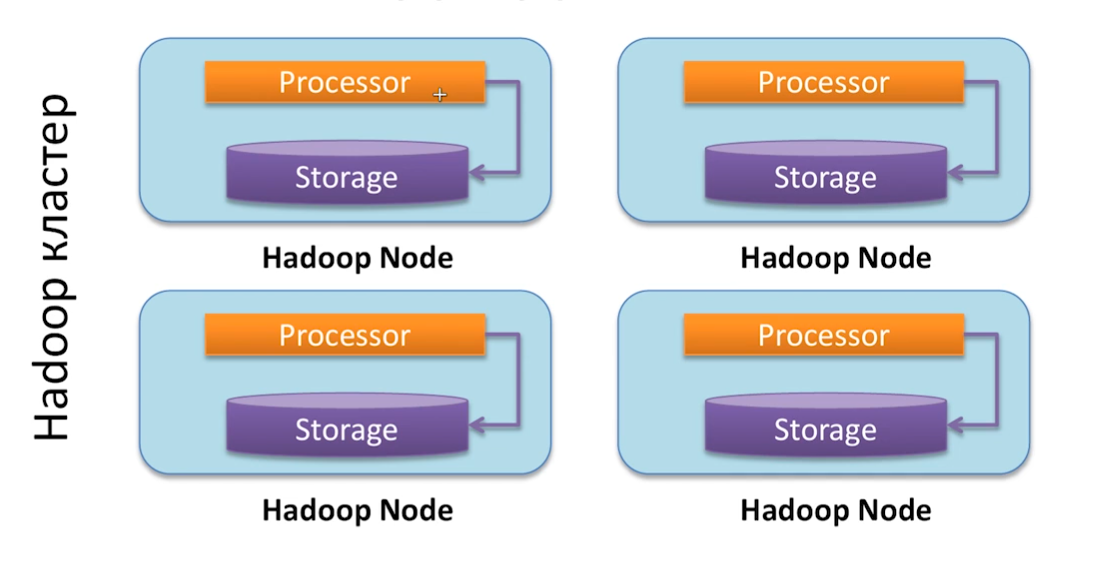 Hadoop кластер
Processor
Processor
Storage
Storage
Hadoop Node
Hadoop Node
Processor
Processor
Storage
Storage
Hadoop Node
Hadoop Node